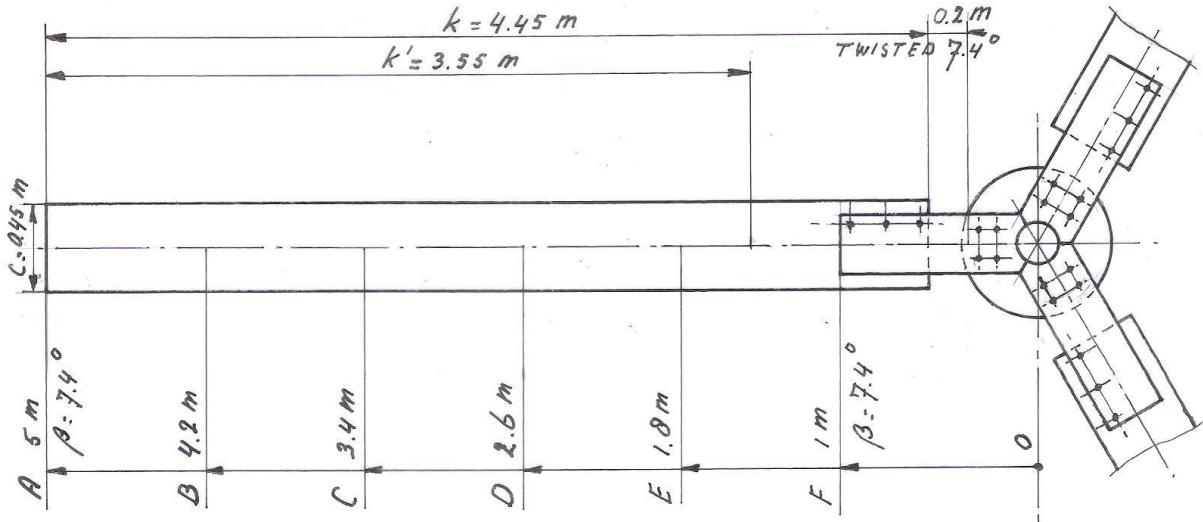 k = 4.45 m
0.2 m
TWISTED 7.4°
k' = 3.55 m
C = 0.45 m
A 5 m β = 7.4°
B 4.2 m
C 3.4 m
D 2.6 m
E 1.8 m
F 1 m β = 7.4°
0